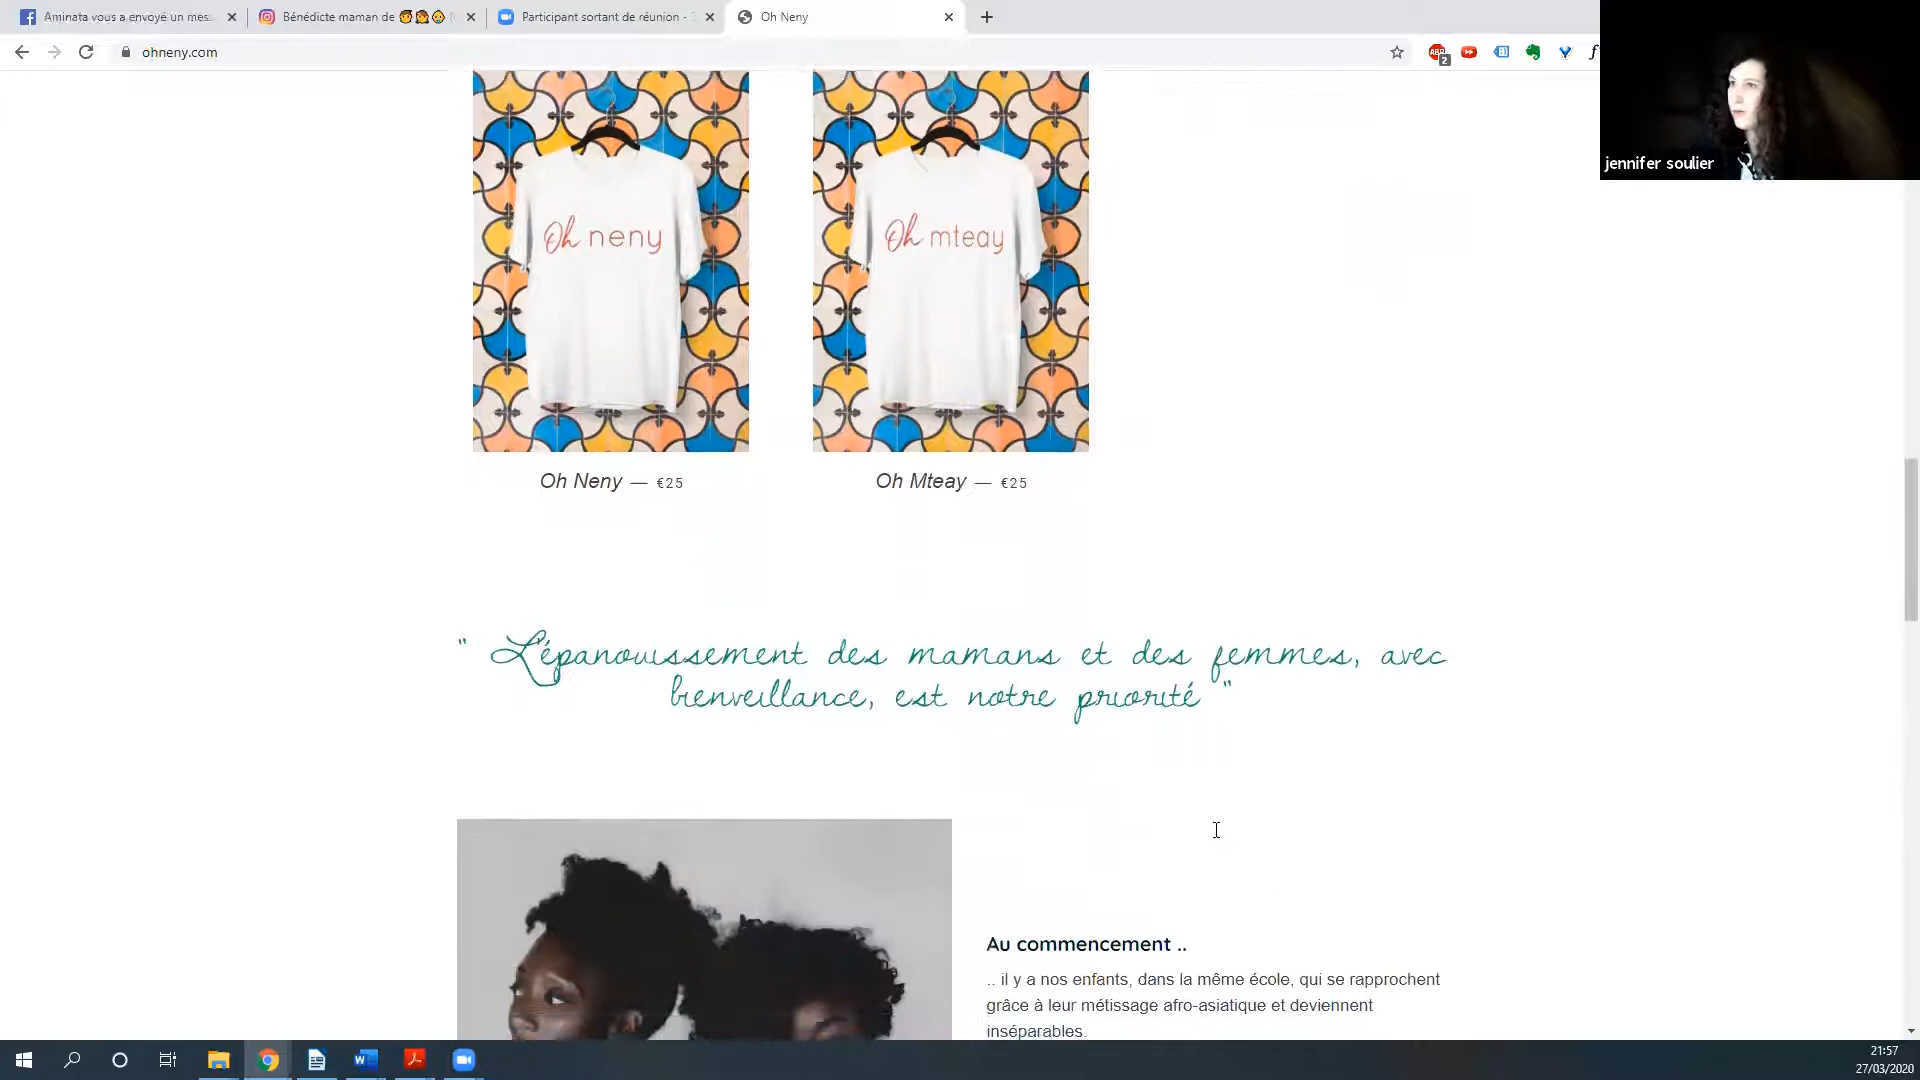 Aminata vous a envoyé un mes
Bénédicte maman de
Participant sortant de réunion -
Oh Neny
ohneny.com
ABP
2
jennifer soulier
Oh neny
Oh mteay
Oh Neny — €25
Oh Mteay — €25
" L'épanouissement des mamans et des femmes, avec
bienveillance, est notre priorité "
Au commencement ..
.. il y a nos enfants, dans la même école, qui se rapprochent
grâce à leur métissage afro-asiatique et deviennent
inséparables.
21:57
27/03/2020